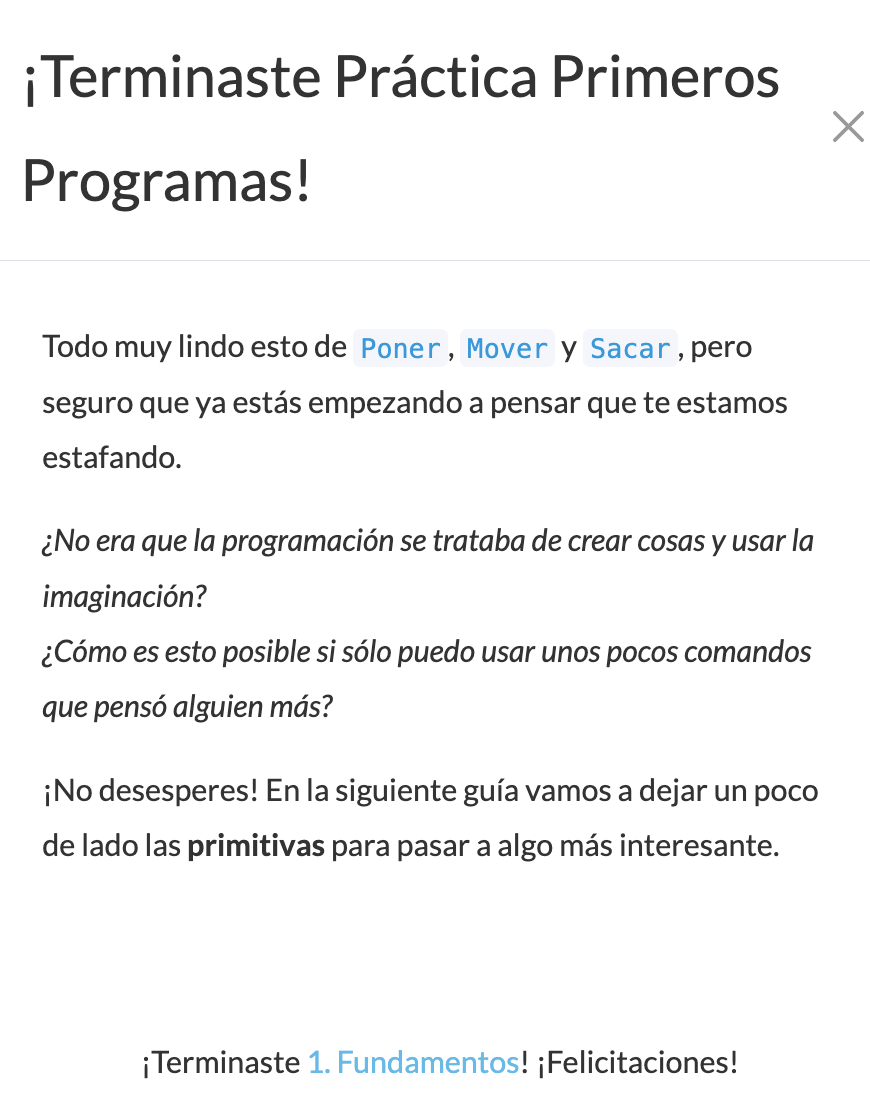 ¡Terminaste Práctica Primeros
Programas!
Todo muy lindo esto de Poner, Mover y Sacar, pero
seguro que ya estás empezando a pensar que te estamos
estafando.
¿No era que la programación se trataba de crear cosas y usar la
imaginación?
¿Cómo es esto posible si sólo puedo usar unos pocos comandos
que pensó alguien más?
¡No desesperes! En la siguiente guía vamos a dejar un poco
de lado las primitivas para pasar a algo más interesante.
¡Terminaste 1. Fundamentos! ¡Felicitaciones!